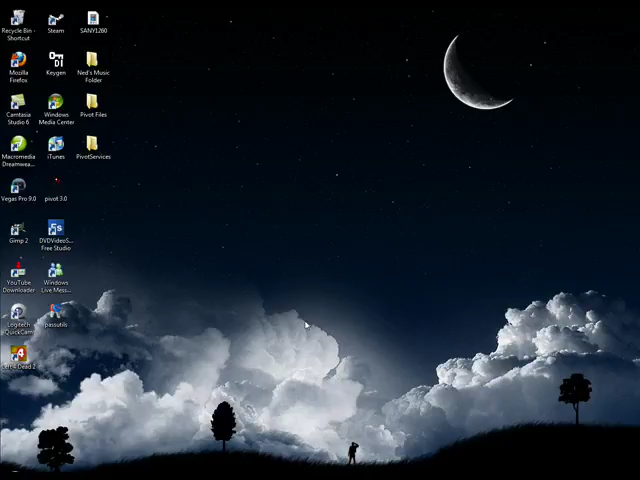 Recycle Bin -
Shortcut
Steam
SANY1260
Mozilla
Firefox
Keygen
Ned's Music
Folder
Camtasia
Studio 6
Windows
Media Center
Pivot Files
Macromedia
Dreamwea...
iTunes
PivotServices
Vegas Pro 9.0
pivot 3.0
Gimp 2
DVDVideoS...
Free Studio
YouTube
Downloader
Windows
Live Mess...
Logitech
QuickCam
passutils
Left 4 Dead 2